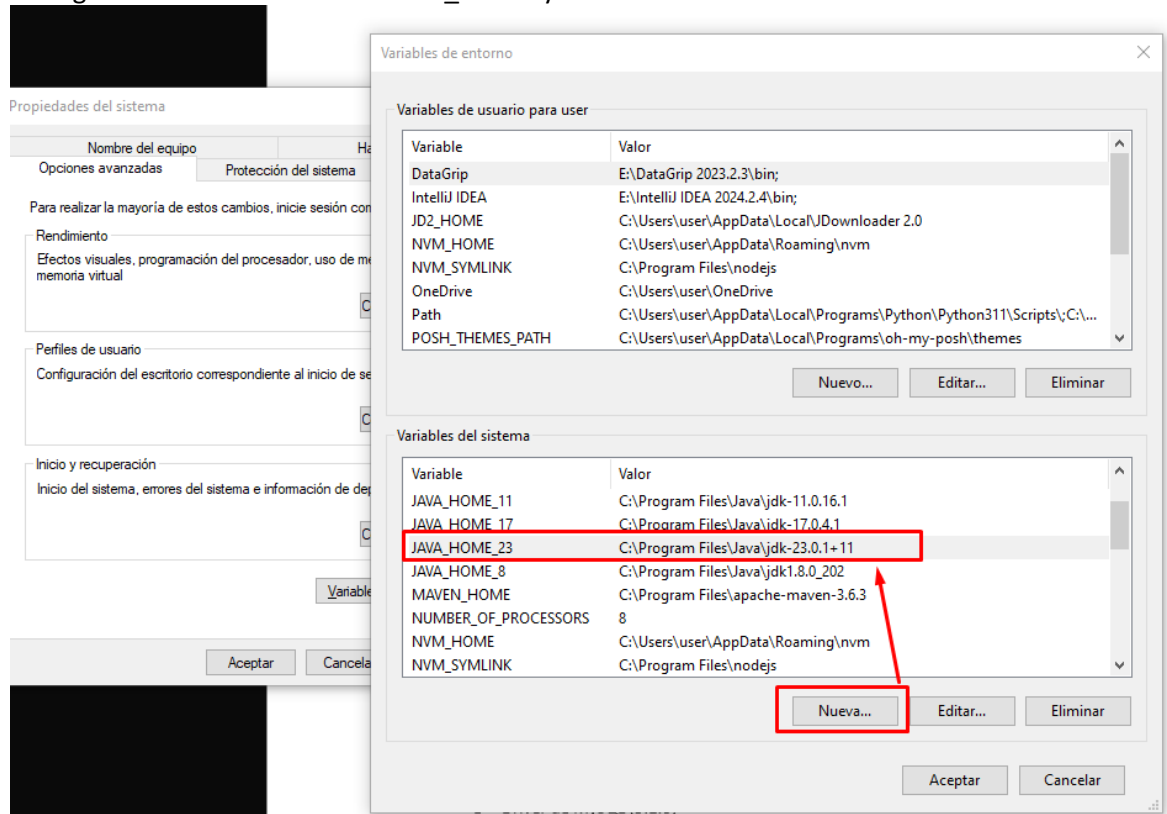 Variables de entorno
Propiedades del sistema
Nombre del equipo
Opciones avanzadas
Protección del sistema
Para realizar la mayoría de estos cambios, inicie sesión
Rendimiento
Efectos visuales, programación del procesador, uso de
memoria virtual
Perfiles de usuario
Configuración del escritorio correspondiente al inicio de
Inicio y recuperación
Inicio del sistema, errores del sistema e información de
Aceptar
Variables de usuario para user
Variable Valor
DataGrip E:\DataGrip 2023.2.3\bin;
IntelliJ IDEA E:\IntelliJ IDEA 2024.2.4\bin;
JD2_HOME C:\Users\user\AppData\Local\JDownloader 2.0
NVM_HOME C:\Users\user\AppData\Roaming\nvm
NVM_SYMLINK C:\Program Files\nodejs
OneDrive C:\Users\user\OneDrive
Path C:\Users\user\AppData\Local\Programs\Python\Python311\Scripts\;C:\...
POSH_THEMES_PATH C:\Users\user\AppData\Local\Programs\oh-my-posh\themes
Nuevo... Editar... Eliminar
Variables del sistema
Variable Valor
JAVA_HOME_11 C:\Program Files\Java\jdk-11.0.16.1
JAVA_HOME_17 C:\Program Files\Java\jdk-17.0.4.1
JAVA_HOME_23 C:\Program Files\Java\jdk-23.0.1+11
JAVA_HOME_8 C:\Program Files\Java\jdk1.8.0_202
MAVEN_HOME C:\Program Files\apache-maven-3.6.3
NUMBER_OF_PROCESSORS 8
NVM_HOME C:\Users\user\AppData\Roaming\nvm
NVM_SYMLINK C:\Program Files\nodejs
Nueva... Editar... Eliminar
Aceptar Cancelar